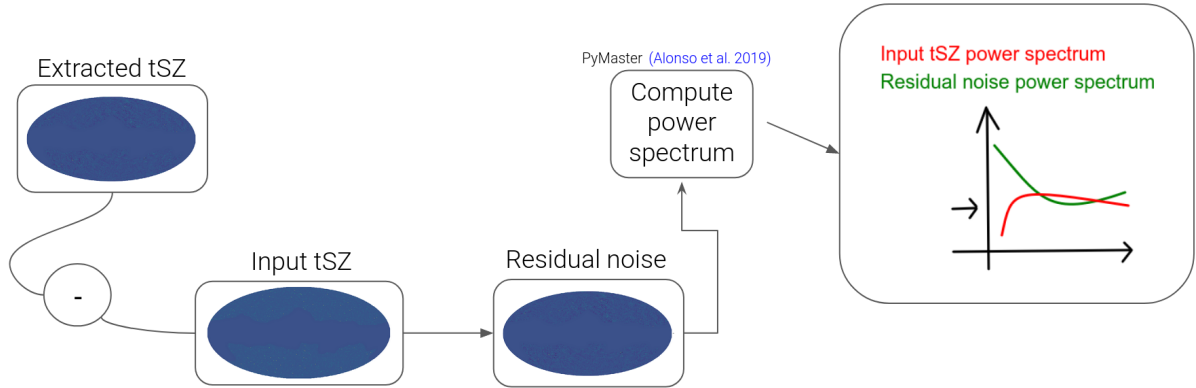 Extracted tSZ
-
Input tSZ
Residual noise
PyMaster (Alonso et al. 2019)
Compute
power
spectrum
Input tSZ power spectrum
Residual noise power spectrum